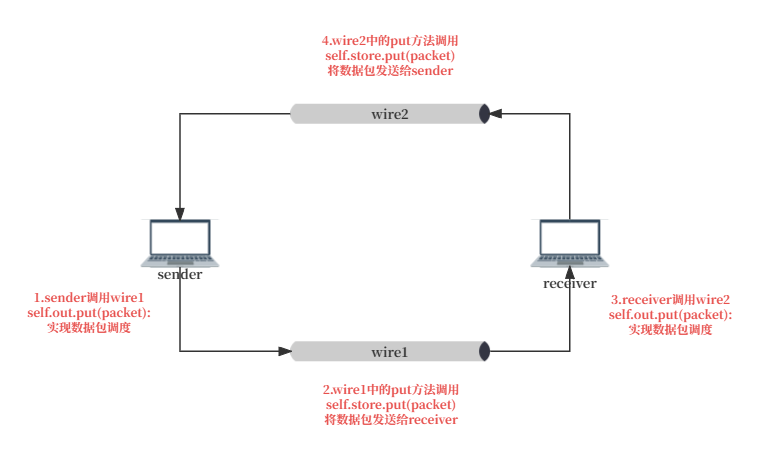 4.wire2中的put方法调用
self.store.put(packet)
将数据包发送给sender
wire2
sender
receiver
1.sender调用wire1
self.out.put(packet):
实现数据包调度
3.receiver调用wire2
self.out.put(packet):
实现数据包调度
wire1
2.wire1中的put方法调用
self.store.put(packet)
将数据包发送给receiver